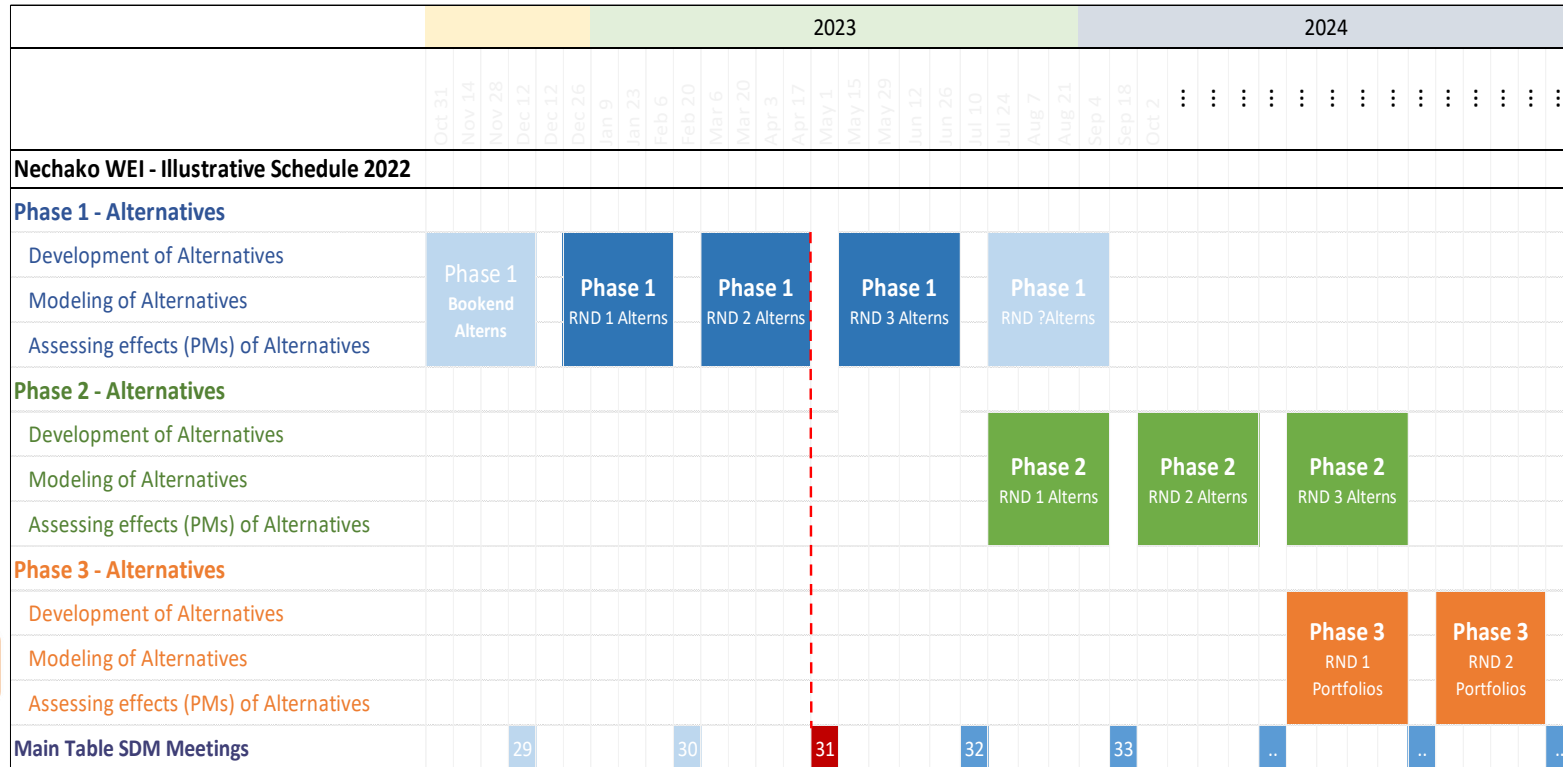 2023
2024
Oct 31
Nov 14
Nov 28
Dec 12
Dec 12
Dec 26
Jan 9
Jan 23
Feb 6
Feb 20
Mar 6
Mar 20
Apr 3
Apr 17
May 1
May 15
May 29
Jun 12
Jun 26
Jul 10
Jul 24
Aug 7
Aug 21
Sep 4
Sep 18
Oct 2
...
...
...
...
...
...
...
...
...
...
...
...
...
...
Nechako WEI - Illustrative Schedule 2022
Phase 1 - Alternatives
Development of Alternatives
Modeling of Alternatives
Assessing effects (PMs) of Alternatives
Phase 1
Bookend
Alterns
Phase 1
RND 1 Alterns
Phase 1
RND 2 Alterns
Phase 1
RND 3 Alterns
Phase 1
RND ?Alterns
Phase 2 - Alternatives
Development of Alternatives
Modeling of Alternatives
Assessing effects (PMs) of Alternatives
Phase 2
RND 1 Alterns
Phase 2
RND 2 Alterns
Phase 2
RND 3 Alterns
Phase 3 - Alternatives
Development of Alternatives
Modeling of Alternatives
Assessing effects (PMs) of Alternatives
Phase 3
RND 1
Portfolios
Phase 3
RND 2
Portfolios
Main Table SDM Meetings
29
30
31
32
33
..
..
..